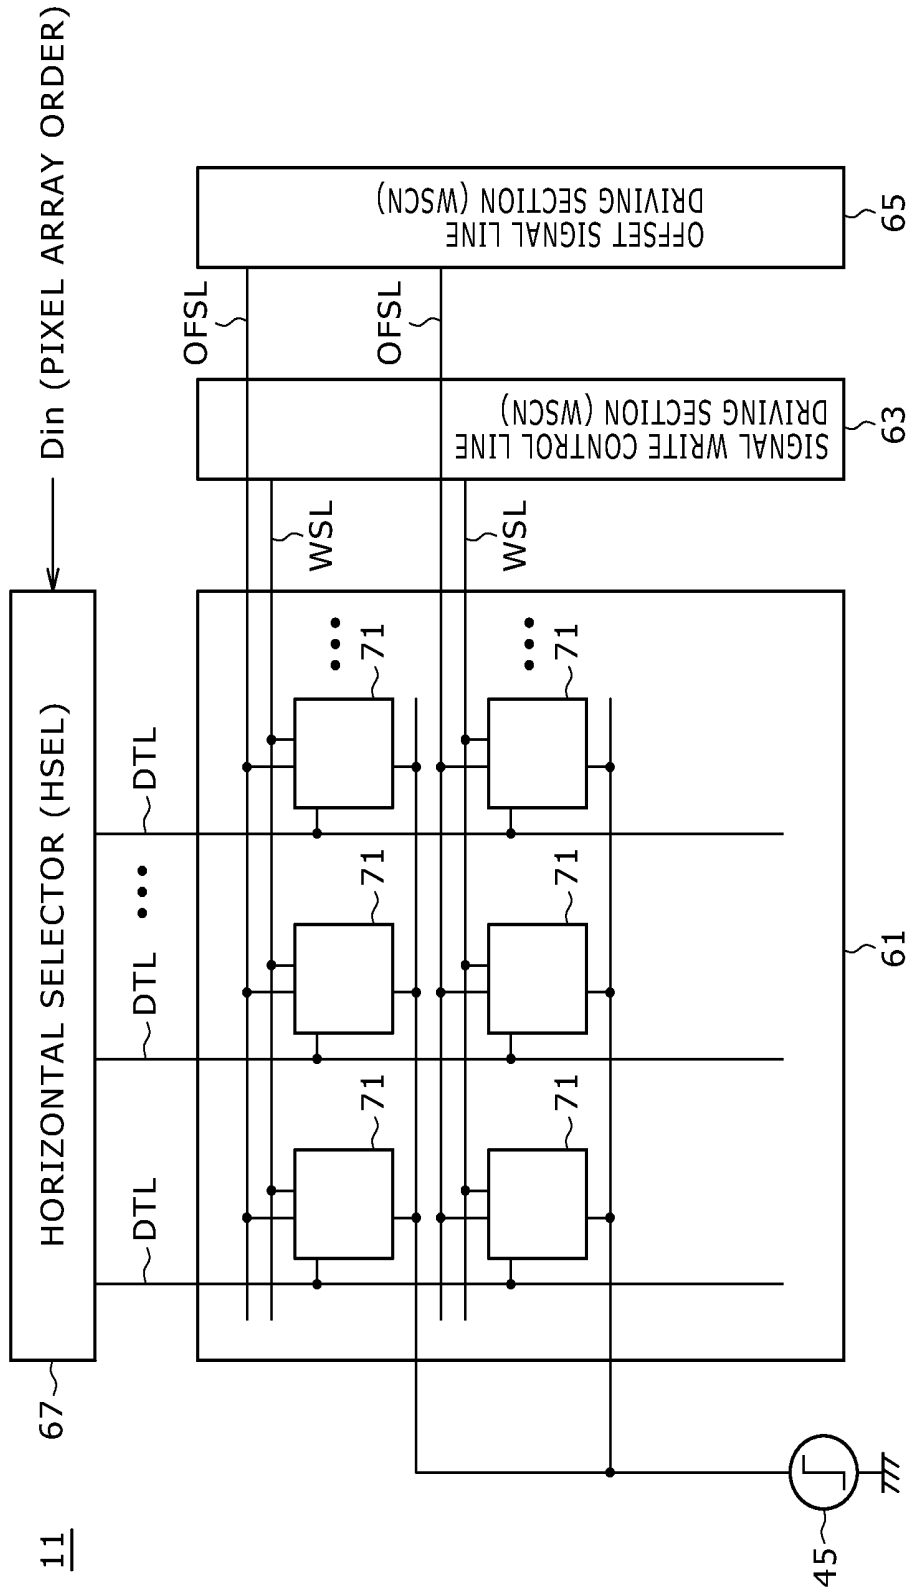 11
67
HORIZONTAL SELECTOR (HSEL)
Din (PIXEL ARRAY ORDER)
DTL
DTL
DTL
OFSL
WSL
71
71
71
OFSL
WSL
71
71
71
SIGNAL WRITE CONTROL LINE
DRIVING SECTION (WSCN)
OFFSET SIGNAL LINE
DRIVING SECTION (WSCN)
45
61
63
65